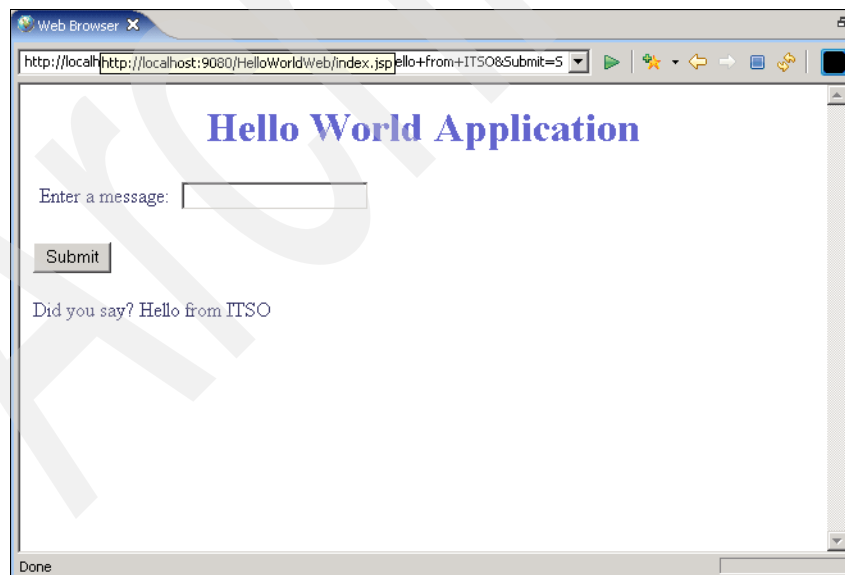 Web Browser
http://localh http://localhost:9080/HelloWorldWeb/index.jsp ello+from+ITSO&Submit=S
Hello World Application
Enter a message:
Submit
Did you say? Hello from ITSO
Done